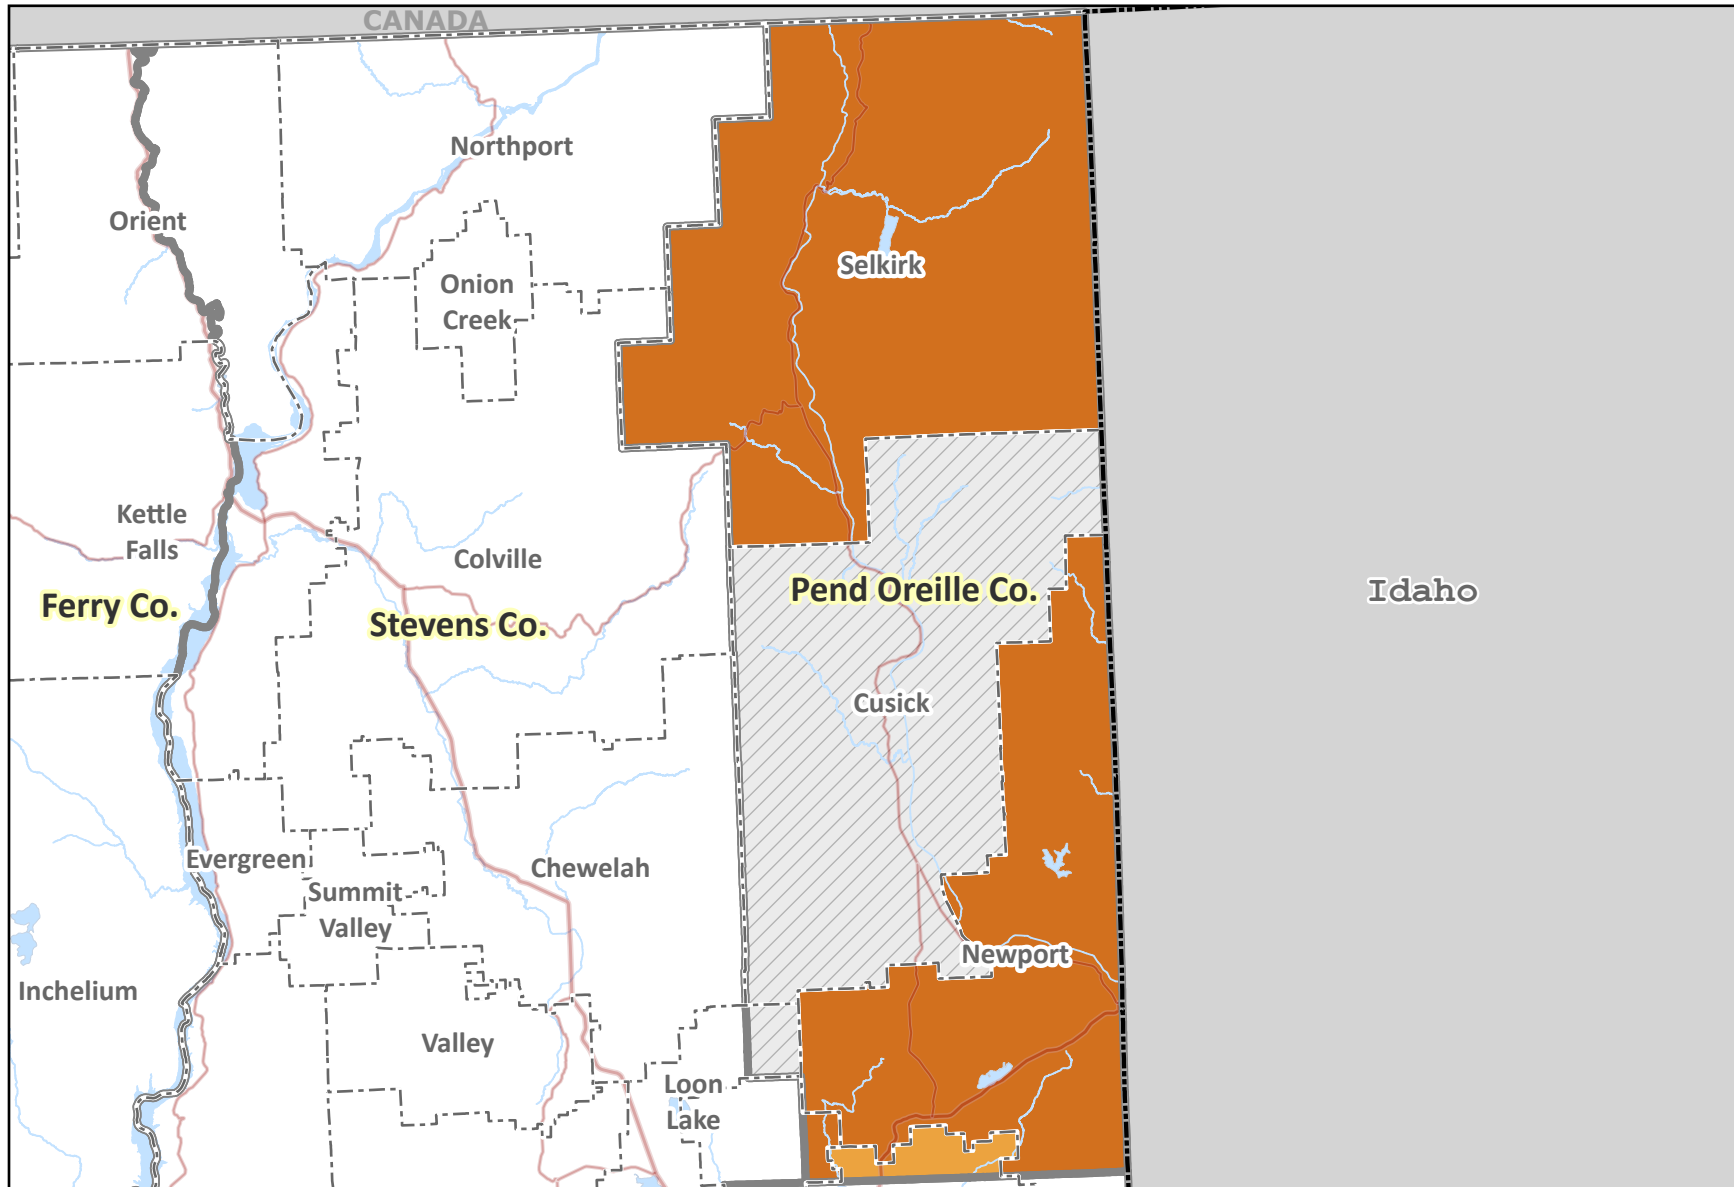 CANADA
Northport
Orient
Selkirk
Onion
Creek
Kettle
Falls
Colville
Ferry Co.
Stevens Co.
Pend Oreille Co.
Idaho
Cusick
Evergreen
Summit
Valley
Chewelah
Newport
Inchelium
Valley
Loon
Lake